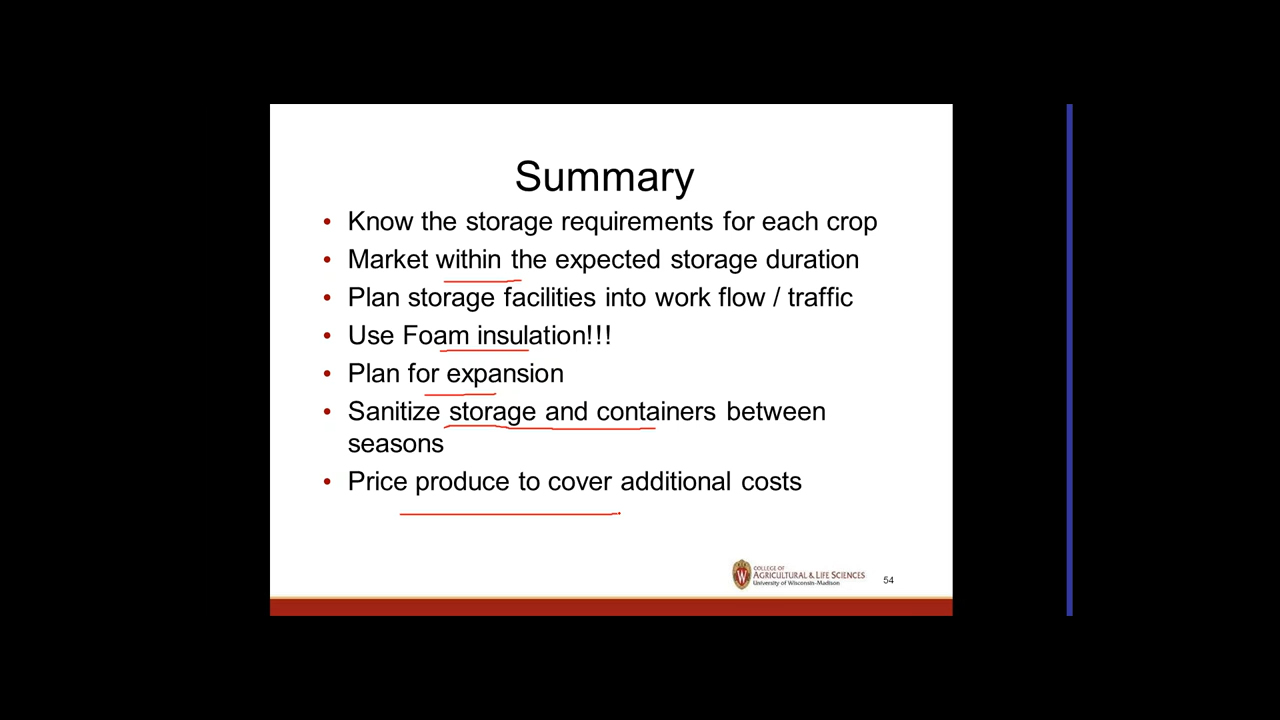 Summary
• Know the storage requirements for each crop
• Market within the expected storage duration
• Plan storage facilities into work flow / traffic
• Use Foam insulation!!!
• Plan for expansion
• Sanitize storage and containers between
seasons
• Price produce to cover additional costs
COLLEGE OF
AGRICULTURAL & LIFE SCIENCES
University of Wisconsin-Madison
54